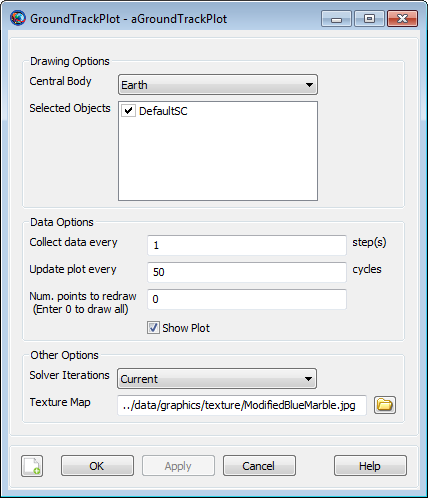 GroundTrackPlot - aGroundTrackPlot
Drawing Options
Central Body Earth
Selected Objects DefaultSC
Data Options
Collect data every 1 step(s)
Update plot every 50 cycles
Num. points to redraw 0
(Enter 0 to draw all)
Show Plot
Other Options
Solver Iterations Current
Texture Map ../data/graphics/texture/ModifiedBlueMarble.jpg
OK Apply Cancel Help